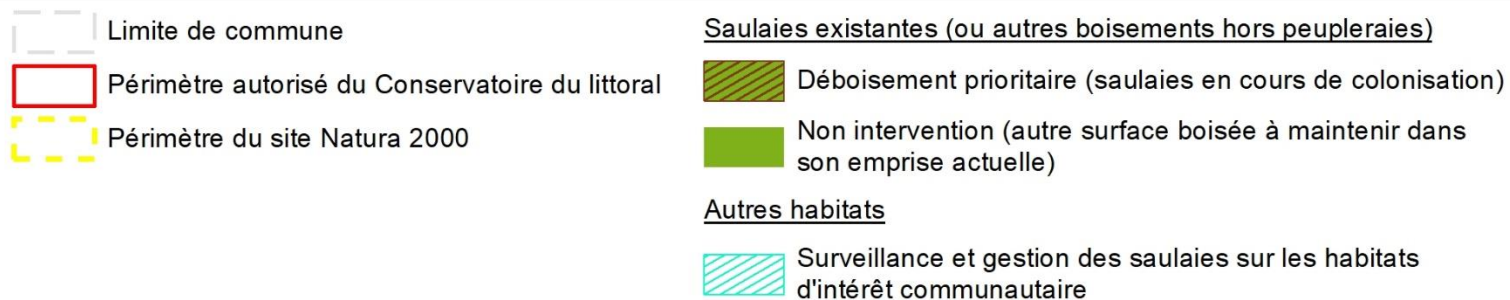 Limite de commune
Périmètre autorisé du Conservatoire du littoral
Périmètre du site Natura 2000
Saulaies existantes (ou autres boisements hors peupleraies)
Déboisement prioritaire (saulaies en cours de colonisation)
Non intervention (autre surface boisée à maintenir dans
son emprise actuelle)
Autres habitats
Surveillance et gestion des saulaies sur les habitats
d'intérêt communautaire